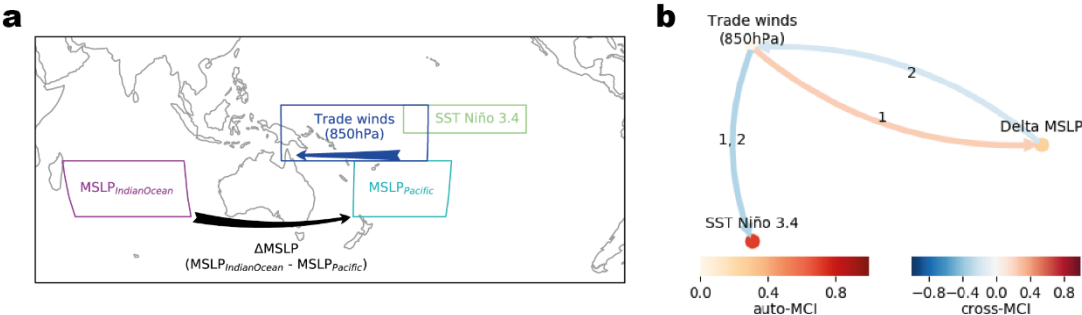 a
Trade winds
(850hPa)
SST Niño 3.4
MSLP_IndianOcean
MSLP_Pacific
ΔMSLP
(MSLP_IndianOcean - MSLP_Pacific)
b
Trade winds
(850hPa)
2
1
Delta MSLP
1, 2
SST Niño 3.4
0.0 0.4 0.8
auto-MCI
−0.8−0.4 0.0 0.4 0.8
cross-MCI